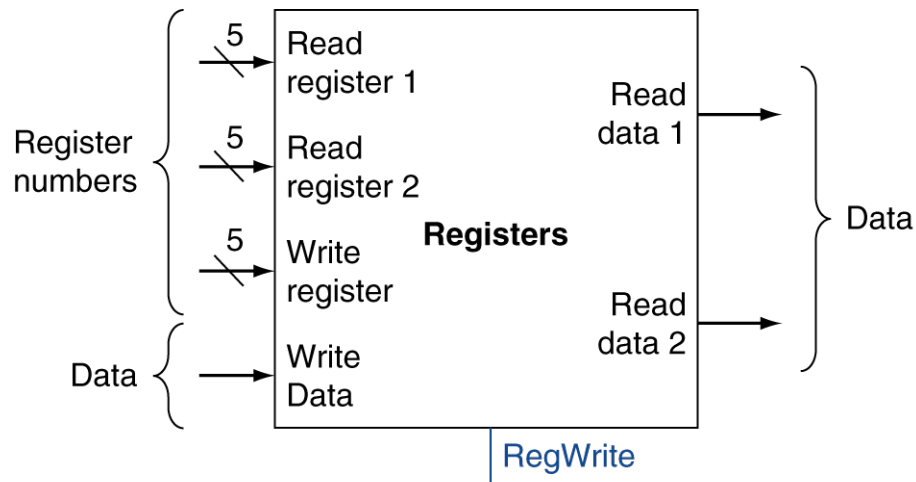 Register
numbers
Data
5
Read
register 1
5
Read
register 2
5
Write
register
Write
Data
Registers
Read
data 1
Read
data 2
Data
RegWrite